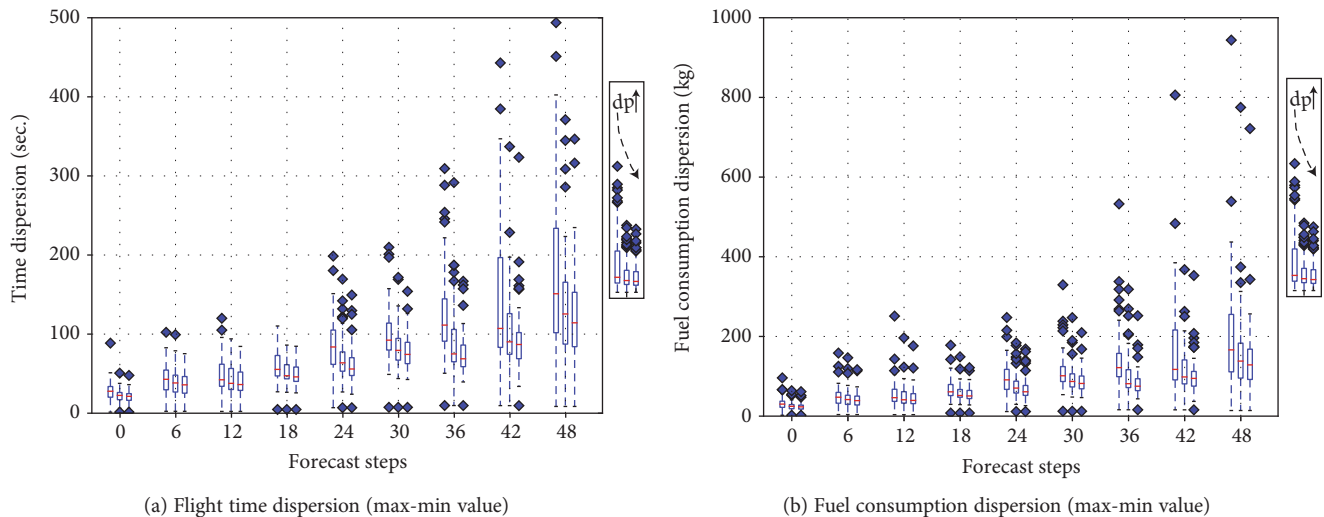 500
400
300
200
100
0
Time dispersion (sec.)
0 6 12 18 24 30 36 42 48
Forecast steps
dp
(a) Flight time dispersion (max-min value)
1000
800
600
400
200
0
Fuel consumption dispersion (kg)
0 6 12 18 24 30 36 42 48
Forecast steps
dp
(b) Fuel consumption dispersion (max-min value)